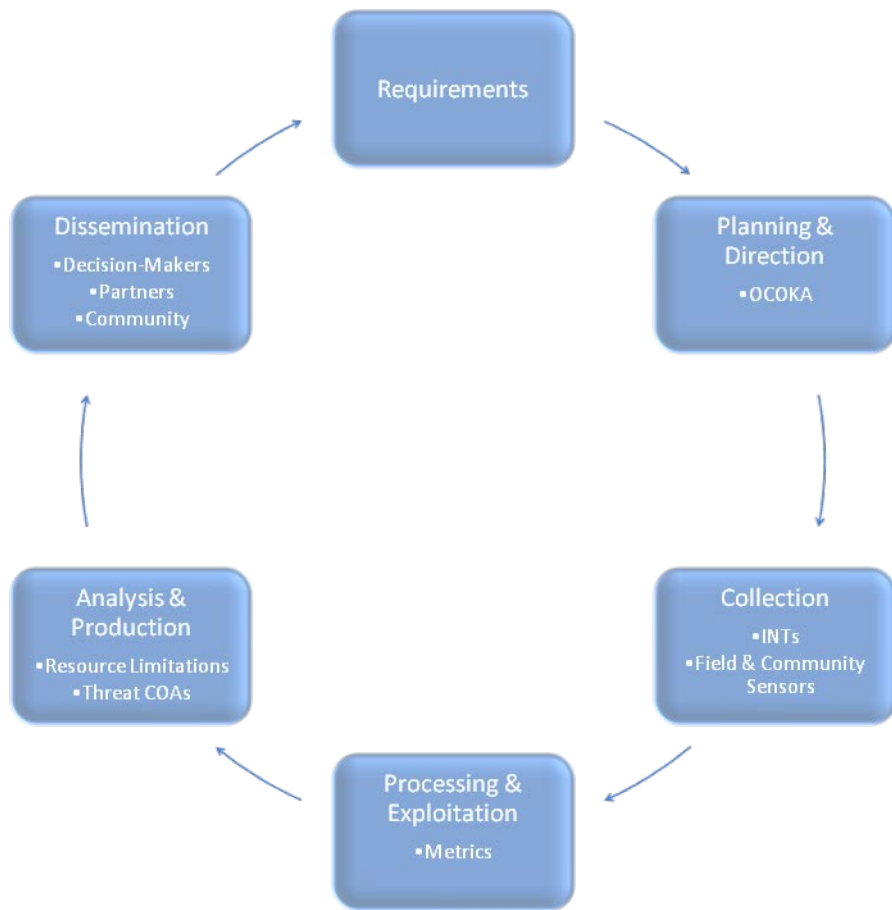 Requirements
Planning &
Direction
▪OCOKA
Collection
▪INTs
▪Field & Community
Sensors
Processing &
Exploitation
▪Metrics
Analysis &
Production
▪Resource Limitations
▪Threat COAs
Dissemination
▪Decision-Makers
▪Partners
▪Community